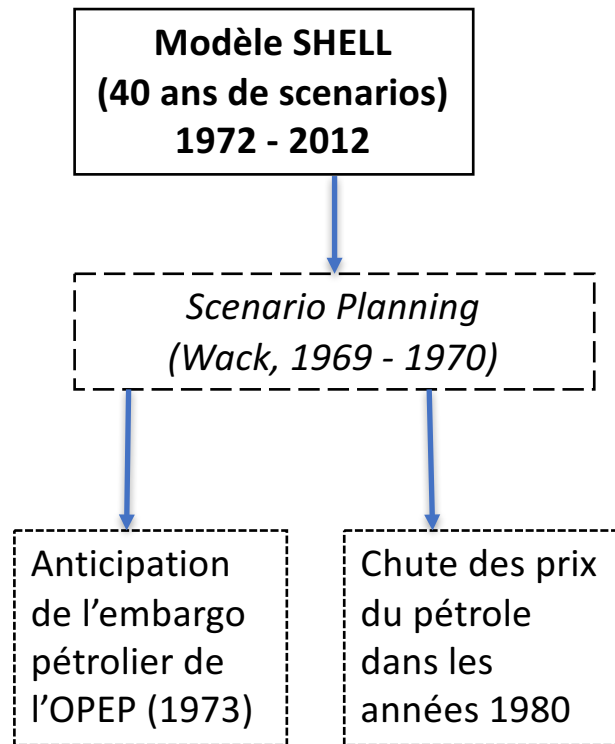 Modèle SHELL
(40 ans de scenarios)
1972 - 2012
Scenario Planning
(Wack, 1969 - 1970)
Anticipation
de l’embargo
pétrolier de
l’OPEP (1973)
Chute des prix
du pétrole
dans les
années 1980